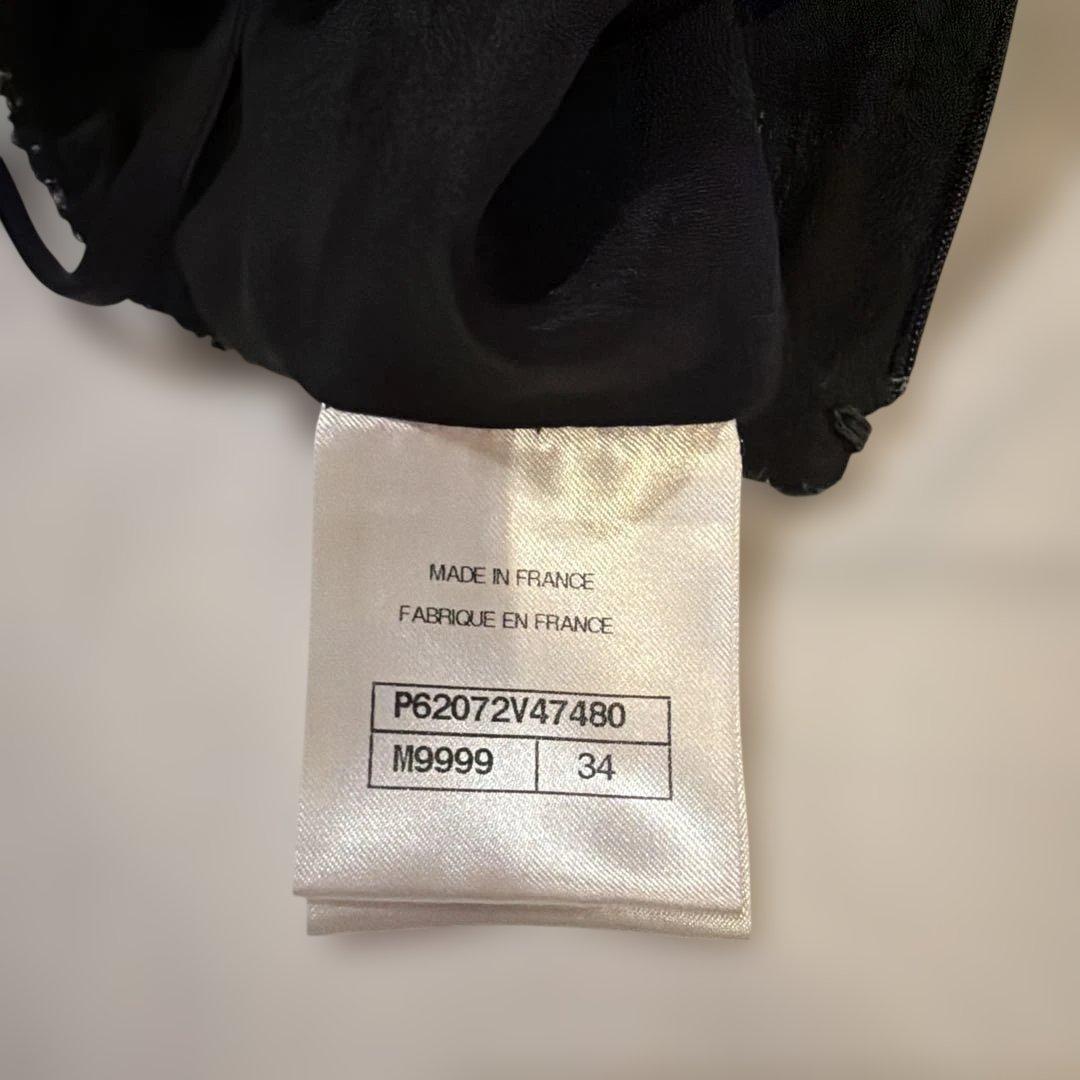 MADE IN FRANCE
FABRIQUE EN FRANCE
P62072V47480
M9999 34